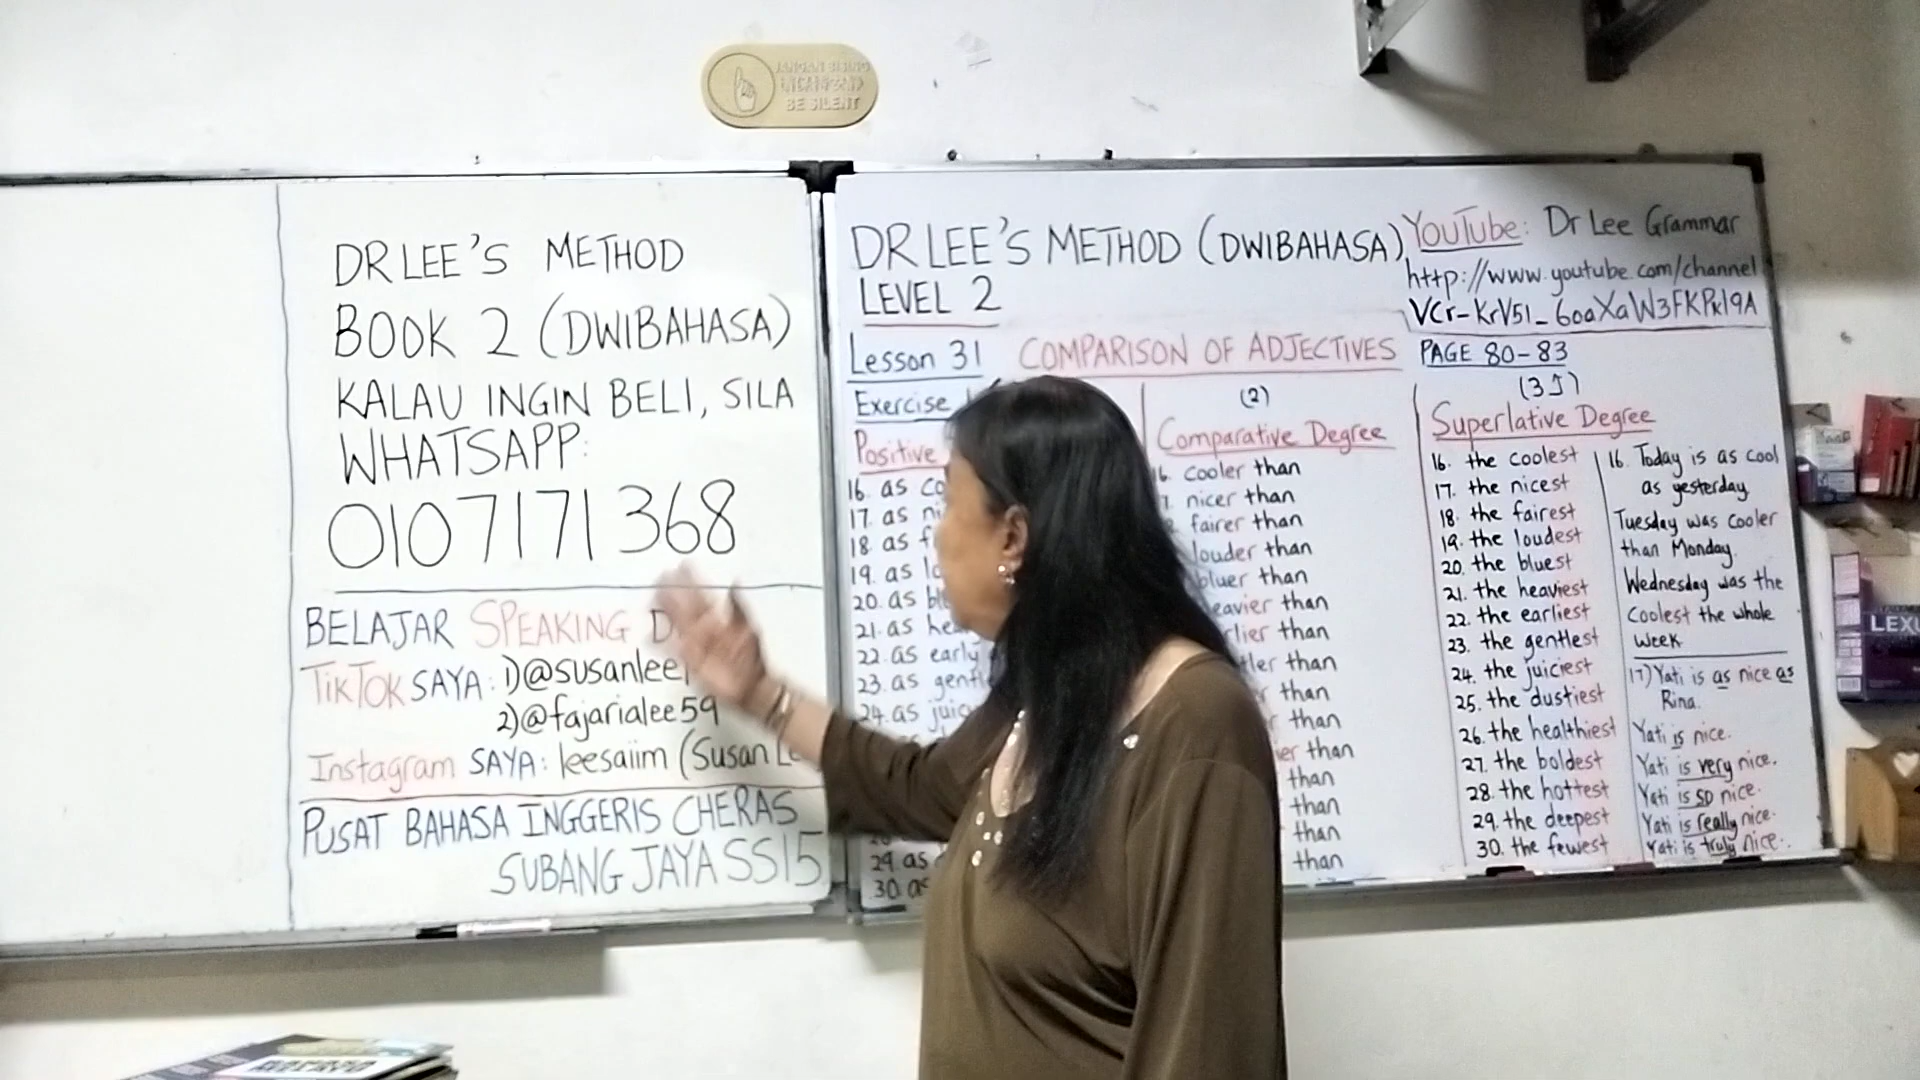 BE SILENT
DR LEE'S METHOD
BOOK 2 (DWIBAHASA)
KALAU INGIN BELI, SILA
WHATSAPP:
0107171368
BELAJAR SPEAKING
TIKTOK SAYA: 1) @susanlee
2) @fajarialee59
Instagram SAYA: leesaiim (Susan
PUSAT BAHASA INGGERIS CHERAS
SUBANG JAYA SS15
DR LEE'S METHOD (DWIBAHASA)
LEVEL 2
YOUTUBE: Dr Lee Grammar
http://www.youtube.com/channel
VCr-KrV51_6oaXaW3FKPkl9A
Lesson 31 COMPARISON OF ADJECTIVES
PAGE 80-83
Exercise
Positive
16. as
17. as
18. as
19. as
20. as
21. as
22. as early
23. as
24. as
29 as
30.
(2)
Comparative Degree
cooler than
nicer than
fairer than
louder than
bluer than
than
than
than
than
than
than
than
than
than
than
Superlative Degree
16. the coolest
17. the nicest
18. the fairest
19. the loudest
20. the bluest
21. the heaviest
22. the earliest
23. the gentlest
24. the juiciest
25. the dustiest
26. the healthiest
27. the boldest
28. the hottest
29. the deepest
30. the fewest
16. Today is as cool
as yesterday
Tuesday was cooler
than Monday.
Wednesday was the
coolest the whole
week
17) Yati is as nice as
Rina.
Yati is nice.
Yati is very nice.
Yati is so nice.
Yati is really nice.
Yati is truly nice.